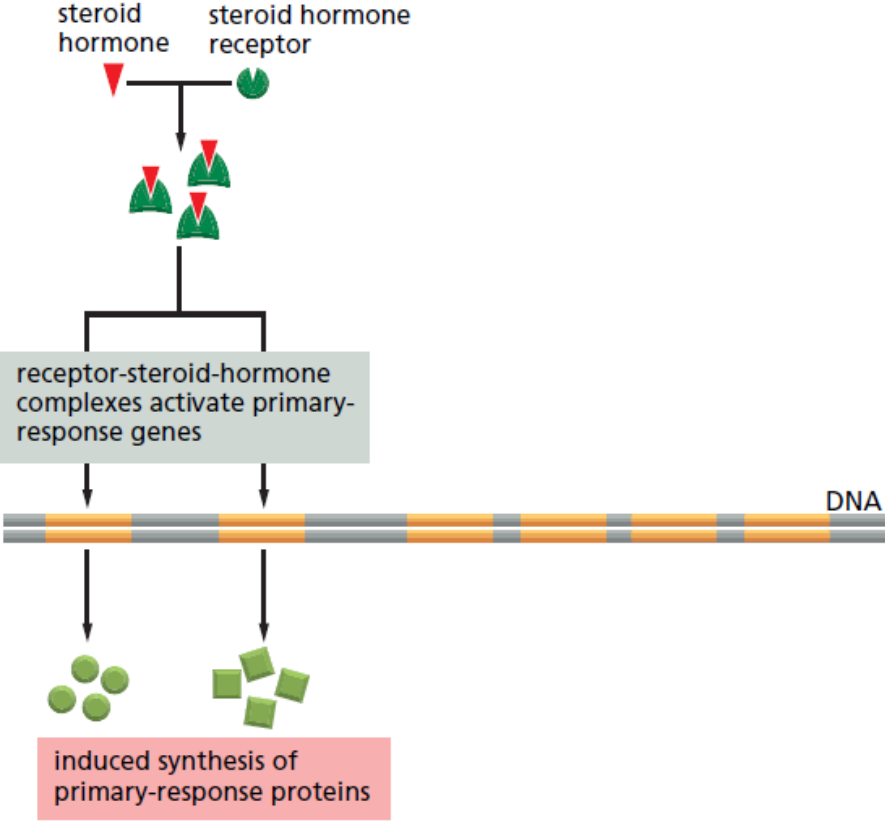 steroid
hormone
steroid hormone
receptor
receptor-steroid-hormone
complexes activate primary-
response genes
DNA
induced synthesis of
primary-response proteins